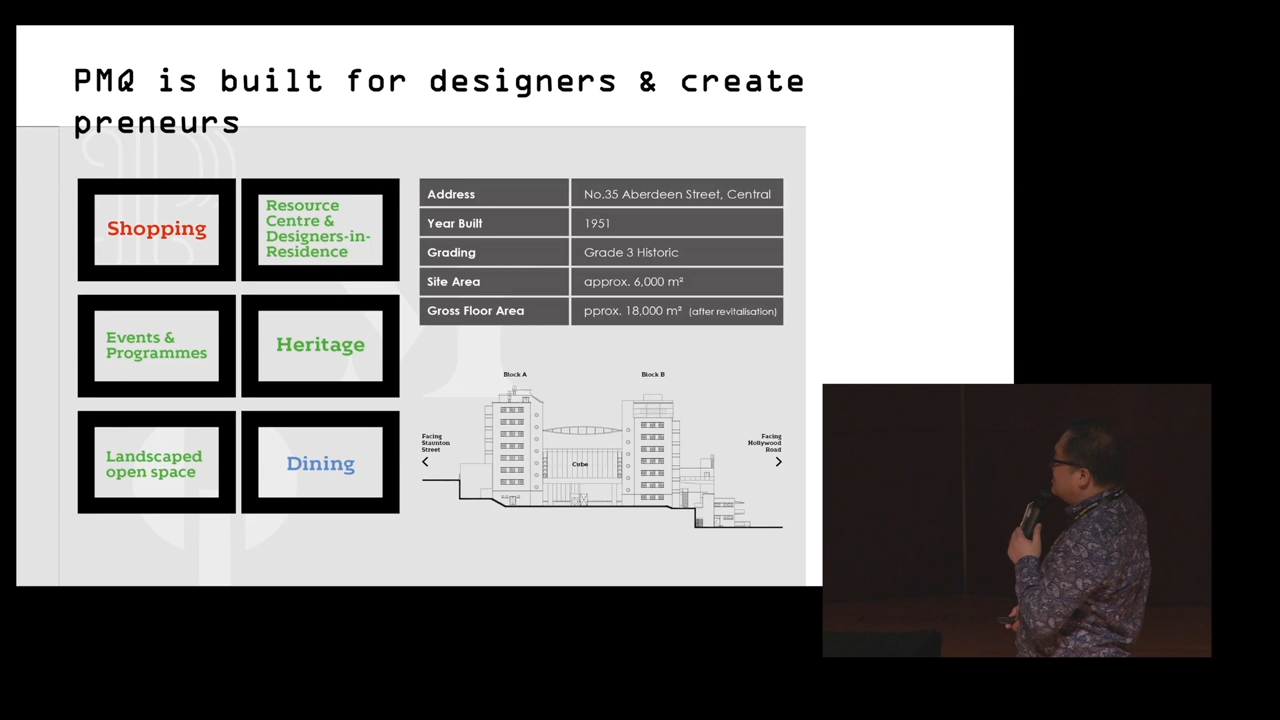 PMQ is built for designers & create
preneurs
Shopping
Resource
Centre &
Designers-in-
Residence
Events &
Programmes
Heritage
Landscaped
open space
Dining
Address No.35 Aberdeen Street, Central
Year Built 1951
Grading Grade 3 Historic
Site Area approx. 6,000 m²
Gross Floor Area pprox. 18,000 m² (after revitalisation)
Block A
Block B
Facing
Staunton
Street
Cube
Facing
Hollywood
Road